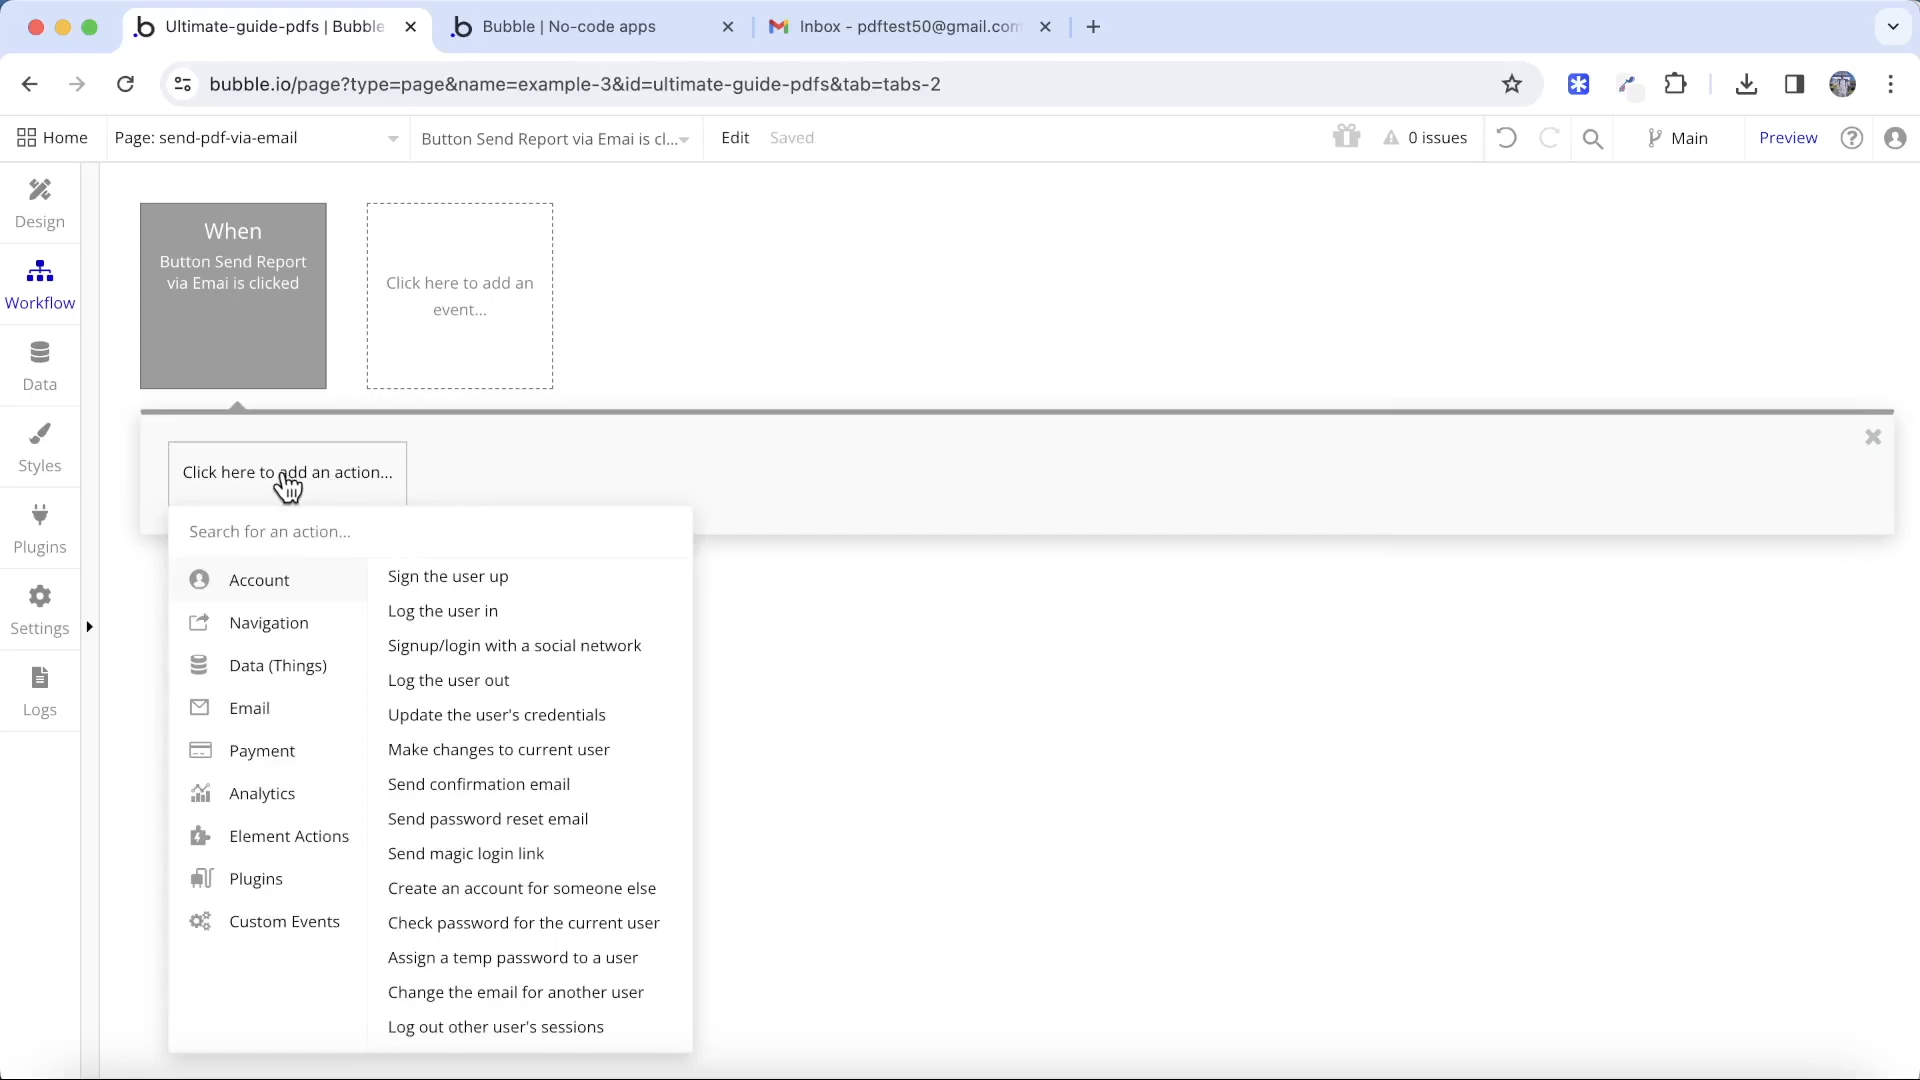 Ultimate-guide-pdfs | Bubble
Bubble | No-code apps
Inbox - pdftest50@gmail.com
bubble.io/page?type=page&name=example-3&id=ultimate-guide-pdfs&tab=tabs-2
Home
Page: send-pdf-via-email
Button Send Report via Emai is cl...
Edit
Saved
0 issues
Main
Preview
Design
Workflow
Data
Styles
Plugins
Settings
Logs
When
Button Send Report
via Emai is clicked
Click here to add an
event...
Click here to add an action...
Search for an action...
Account
Navigation
Data (Things)
Email
Payment
Analytics
Element Actions
Plugins
Custom Events
Sign the user up
Log the user in
Signup/login with a social network
Log the user out
Update the user's credentials
Make changes to current user
Send confirmation email
Send password reset email
Send magic login link
Create an account for someone else
Check password for the current user
Assign a temp password to a user
Change the email for another user
Log out other user's sessions